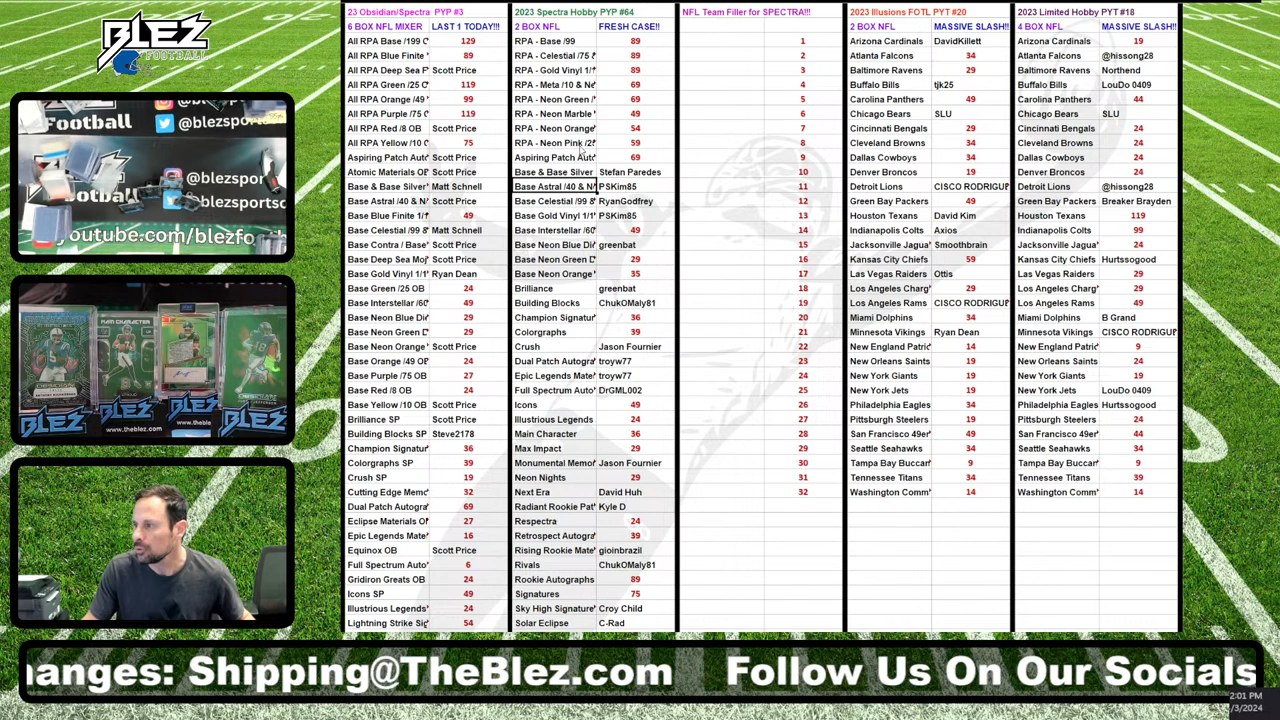 BLEZ
FOOTBALL
Football
@blezsports
@blezsport
@blezsportsc
youtube.com/blezfo
BLEZ
BLEZ
BLEZ
BLEZ
www.theblez
23 Obsidian/Spectra PYP #3
6 BOX NFL MIXER LAST 1 TODAY!!!
All RPA Base /199 129
All RPA Blue Finite 89
All RPA Deep Sea Scott Price
All RPA Green /25 119
All RPA Orange /49 99
All RPA Purple /75 119
All RPA Red /8 OB Scott Price
All RPA Yellow /10 75
Aspiring Patch Aut Scott Price
Atomic Materials Scott Price
Base & Base Silver Matt Schnell
Base Astral /40 & Scott Price
Base Blue Finite 49
Base Celestial /99 Matt Schnell
Base Contra / Base Scott Price
Base Deep Sea Moj Scott Price
Base Gold Vinyl 1/1 Ryan Dean
Base Green /25 OB 24
Base Interstellar /60 49
Base Neon Blue Di 29
Base Neon Green 29
Base Neon Orange Scott Price
Base Orange /49 24
Base Purple /75 OB 27
Base Red /8 OB 24
Base Yellow /10 OB Scott Price
Brilliance SP Scott Price
Building Blocks SP Steve2178
Champion Signatur 36
Colorgraphs SP 39
Crush SP 19
Cutting Edge Memo 32
Dual Patch Autogra 69
Eclipse Materials 27
Epic Legends Mate 16
Equinox OB Scott Price
Full Spectrum Auto 6
Gridiron Greats OB 24
Icons SP 49
Illustrious Legends 24
Lightning Strike Sig 54
2023 Spectra Hobby PYP #64
2 BOX NFL FRESH CASE!!
RPA - Base /99 89
RPA - Celestial /75 89
RPA - Gold Vinyl 1/ 89
RPA - Meta /10 & Ne 69
RPA - Neon Green / 69
RPA - Neon Marble 49
RPA - Neon Orange 54
RPA - Neon Pink 59
Aspiring Patch Aut 69
Base & Base Silver Stefan Paredes
Base Astral /40 & PSKim85
Base Celestial /99 RyanGodfrey
Base Gold Vinyl 1/1 PSKim85
Base Interstellar /60 49
Base Neon Blue Di greenbat
Base Neon Green 29
Base Neon Orange 35
Brilliance greenbat
Building Blocks ChukOMaly81
Champion Signatur 36
Colorgraphs 39
Crush Jason Fournier
Dual Patch Autogra troyw77
Epic Legends Mate troyw77
Full Spectrum Auto DrGML002
Icons 49
Illustrious Legends 24
Main Character 36
Max Impact 29
Monumental Memo Jason Fournier
Neon Nights 29
Next Era David Huh
Radiant Rookie Pat Kyle D
Respectra 24
Retrospect Autogra 39
Rising Rookie Mate gioinbrazil
Rivals ChukOMaly81
Rookie Autographs 89
Signatures 75
Sky High Signature Croy Child
Solar Eclipse C-Rad
NFL Team Filler for SPECTRA!!!
1
2
3
4
5
6
7
8
9
10
11
12
13
14
15
16
17
18
19
20
21
22
23
24
25
26
27
28
29
30
31
32
2023 Illusions FOTL PYT #20
2 BOX NFL MASSIVE SLASH!!
Arizona Cardinals DavidKillett
Atlanta Falcons 34
Baltimore Ravens 29
Buffalo Bills tjk25
Carolina Panthers 49
Chicago Bears SLU
Cincinnati Bengals 29
Cleveland Browns 34
Dallas Cowboys 34
Denver Broncos 19
Detroit Lions CISCO RODRIGU
Green Bay Packers 49
Houston Texans David Kim
Indianapolis Colts Axios
Jacksonville Jagua Smoothbrain
Kansas City Chiefs 59
Las Vegas Raiders Ottis
Los Angeles Charg 29
Los Angeles Rams CISCO RODRIGU
Miami Dolphins 34
Minnesota Vikings Ryan Dean
New England Patri 14
New Orleans Saints 19
New York Giants 19
New York Jets 19
Philadelphia Eagles 34
Pittsburgh Steelers 19
San Francisco 49er 49
Seattle Seahawks 34
Tampa Bay Buccan 9
Tennessee Titans 34
Washington Comm 14
2023 Limited Hobby PYT #18
4 BOX NFL MASSIVE SLASH!!
Arizona Cardinals 19
Atlanta Falcons @hissong28
Baltimore Ravens Northend
Buffalo Bills LouDo 0409
Carolina Panthers 44
Chicago Bears SLU
Cincinnati Bengals 24
Cleveland Browns 24
Dallas Cowboys 24
Denver Broncos 24
Detroit Lions @hissong28
Green Bay Packers Breaker Brayden
Houston Texans 119
Indianapolis Colts 99
Jacksonville Jagua 24
Kansas City Chiefs Hurtssogood
Las Vegas Raiders 29
Los Angeles Charg 29
Los Angeles Rams 49
Miami Dolphins B Grand
Minnesota Vikings CISCO RODRIGU
New England Patri 9
New Orleans Saints 24
New York Giants 19
New York Jets LouDo 0409
Philadelphia Eagles Hurtssogood
Pittsburgh Steelers 24
San Francisco 49er 44
Seattle Seahawks 34
Tampa Bay Buccan 9
Tennessee Titans 39
Washington Comm 14
anges: Shipping@TheBlez.com Follow Us On Our Socials
2:01 PM
/3/2024